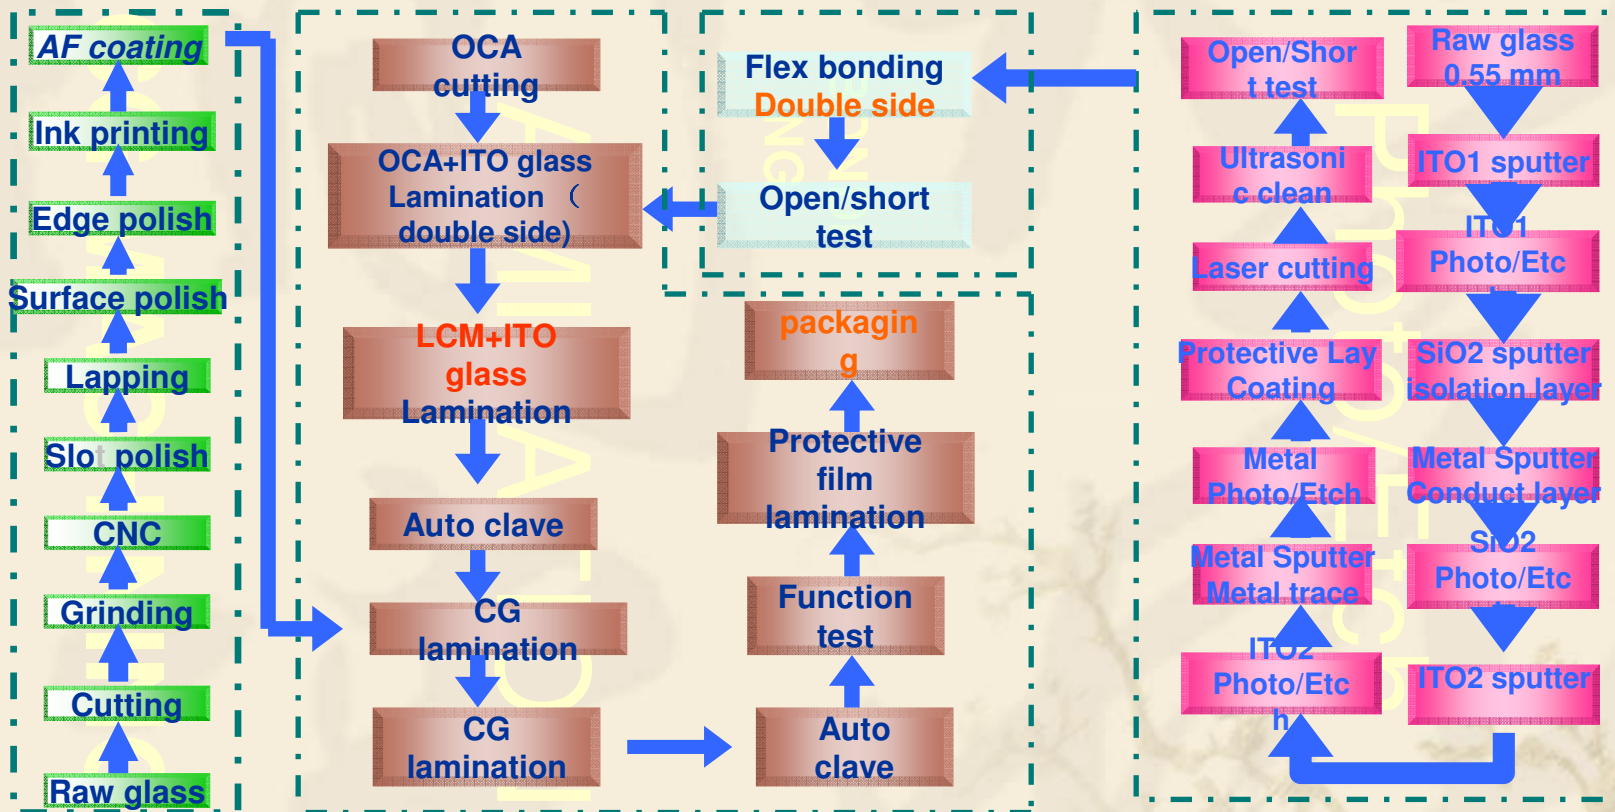 AF coating
Ink printing
Edge polish
Surface polish
Lapping
Slot polish
CNC
Grinding
Cutting
Raw glass
OCA
cutting
OCA+ITO glass
Lamination （
double side)
LCM+ITO
glass
Lamination
Auto clave
CG
lamination
CG
lamination
Flex bonding
Double side
Open/short
test
packagin
g
Protective
film
lamination
Function
test
Auto
clave
Open/Shor
t test
Ultrasoni
c clean
Laser cutting
Protective Lay
Coating
Metal
Photo/Etch
Metal Sputter
Metal trace
ITO2
Photo/Etc
h
Raw glass
0.55 mm
ITO1 sputter
ITO1
Photo/Etc
SiO2 sputter
isolation layer
Metal Sputter
Conduct layer
SiO2
Photo/Etc
ITO2 sputter
Photo/Etch